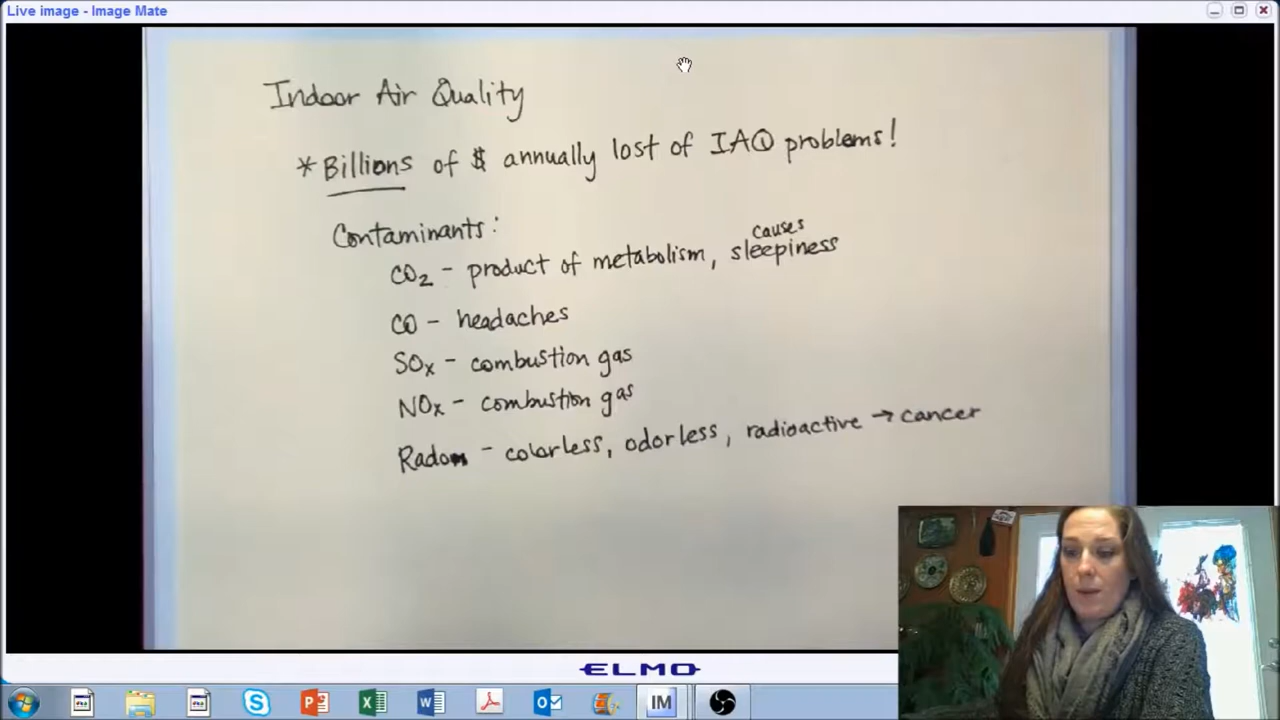 Live image - Image Mate
Indoor Air Quality
* Billions of $ annually lost of IAQ problems!
Contaminants:
causes
CO₂ - product of metabolism, sleepiness
CO - headaches
SOx - combustion gas
NOx - combustion gas
Radon - colorless, odorless, radioactive → cancer
ELMO
IM